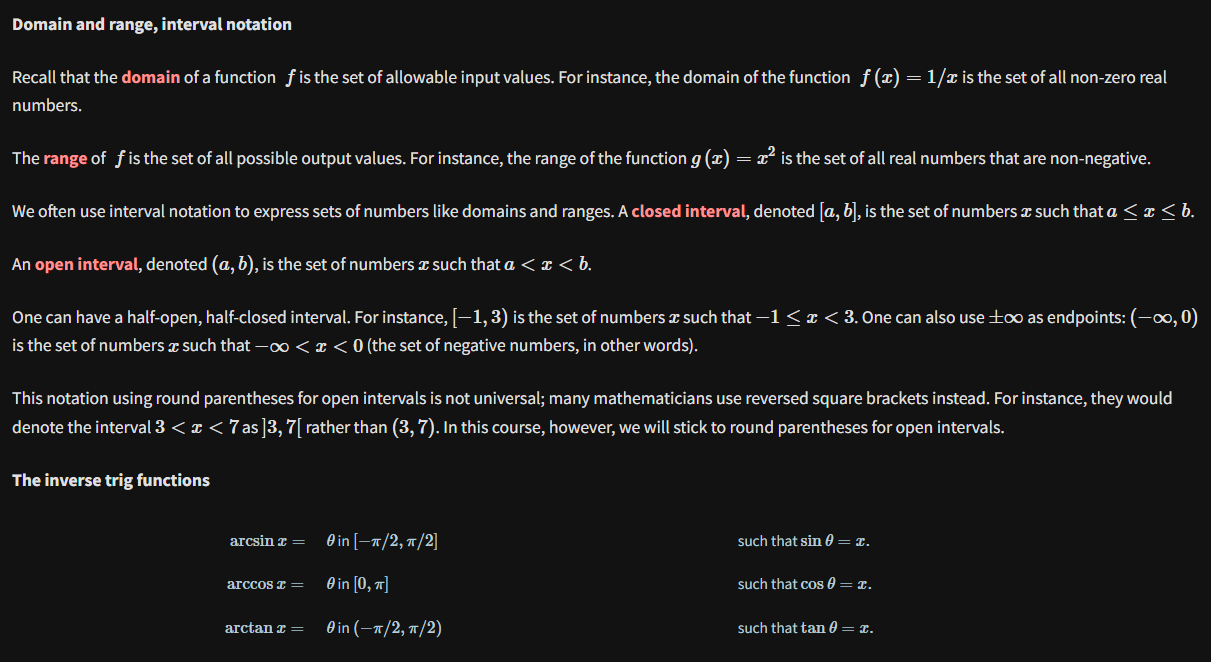 Domain and range, interval notation
Recall that the domain of a function f is the set of allowable input values. For instance, the domain of the function f(x) = 1/x is the set of all non-zero real
numbers.
The range of f is the set of all possible output values. For instance, the range of the function g(x) = x² is the set of all real numbers that are non-negative.
We often use interval notation to express sets of numbers like domains and ranges. A closed interval, denoted [a, b], is the set of numbers x such that a ≤ x ≤ b.
An open interval, denoted (a, b), is the set of numbers x such that a < x < b.
One can have a half-open, half-closed interval. For instance, [−1, 3) is the set of numbers x such that −1 ≤ x < 3. One can also use ±∞ as endpoints: (−∞, 0)
is the set of numbers x such that −∞ < x < 0 (the set of negative numbers, in other words).
This notation using round parentheses for open intervals is not universal; many mathematicians use reversed square brackets instead. For instance, they would
denote the interval 3 < x < 7 as ]3, 7[ rather than (3, 7). In this course, however, we will stick to round parentheses for open intervals.
The inverse trig functions
arcsin x = θ in [−π/2, π/2] such that sin θ = x.
arccos x = θ in [0, π] such that cos θ = x.
arctan x = θ in (−π/2, π/2) such that tan θ = x.